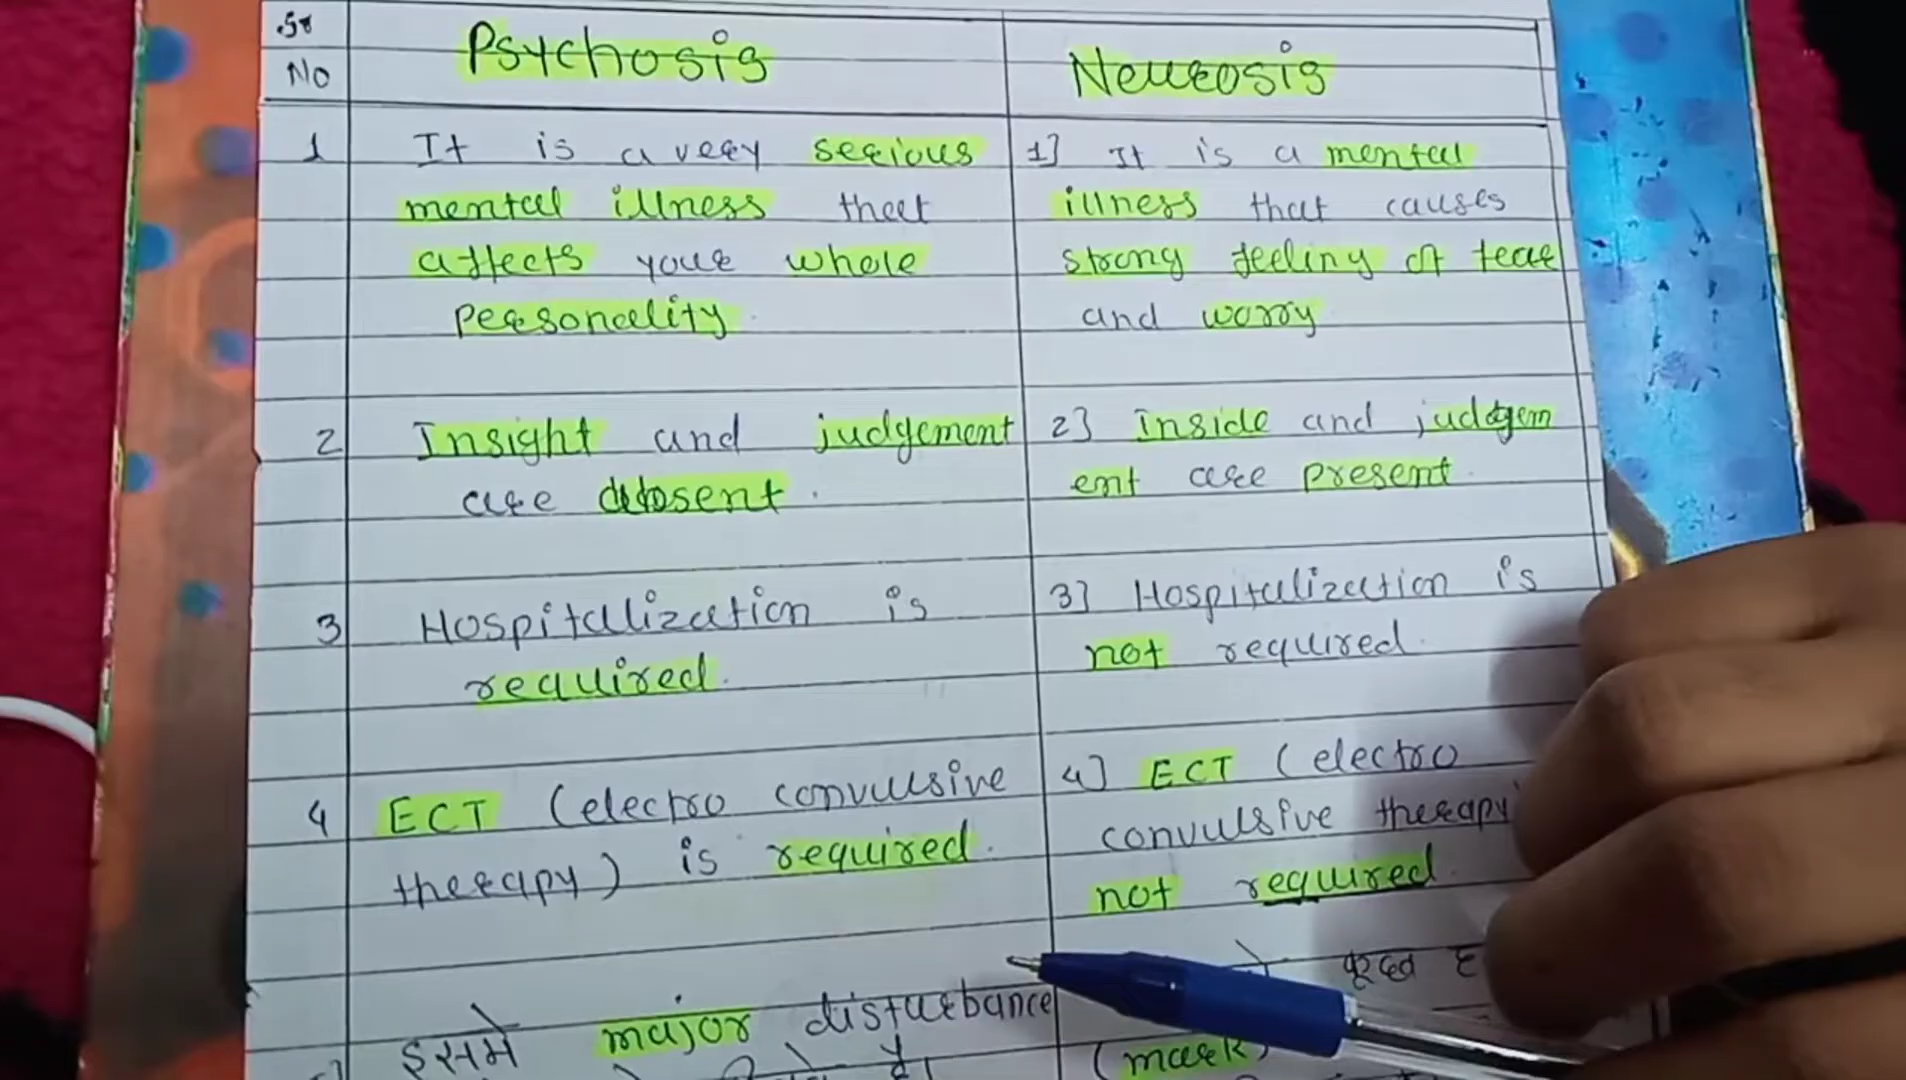 Sr
No
Psychosis
Neurosis
1
It is a very serious
mental illness that
affects your whole
Personality.
1] It is a mental
illness that causes
strong feeling of fear
and worry
2
Insight and judgement
are absent.
2] Inside and judgem
ent are present.
3
Hospitalization is
required.
3] Hospitalization is
not required.
4
ECT (electro convulsive
therapy) is required.
4] ECT (electro
convulsive therapy
not required.
इसमे major disturbance